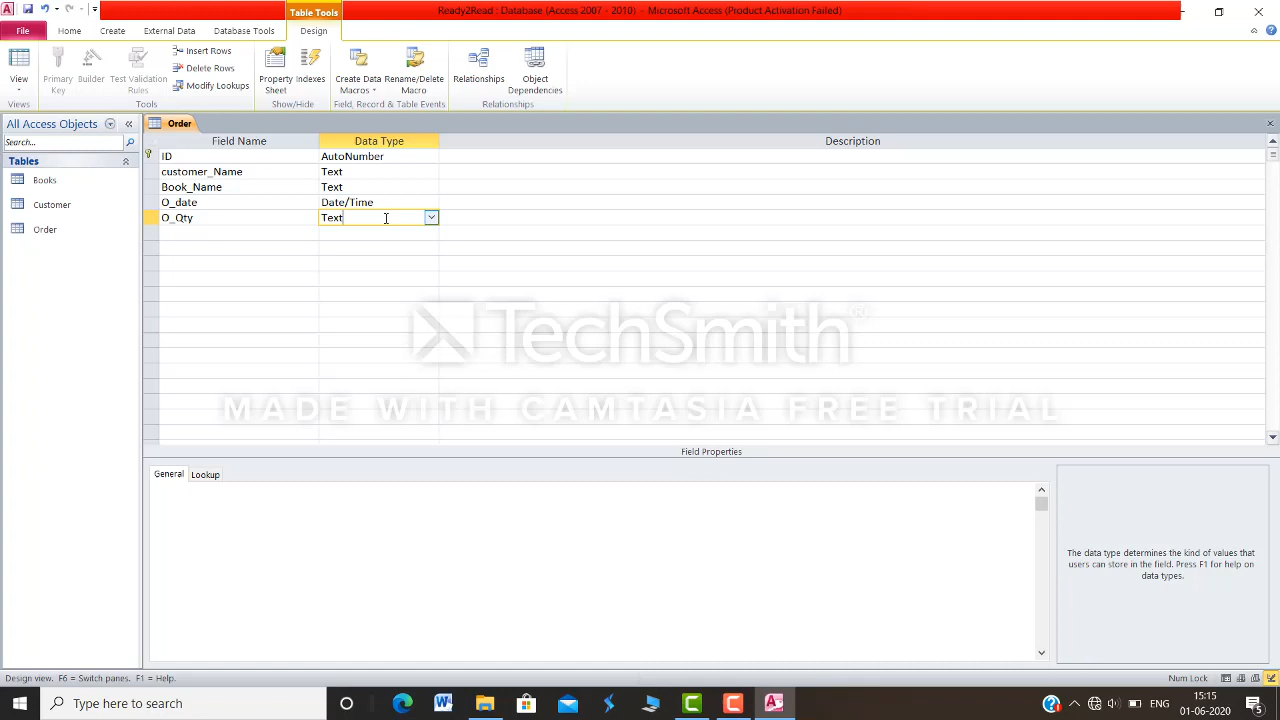 Table Tools
Ready2Read : Database (Access 2007 - 2010) — Microsoft Access (Product Activation Failed)
File Home Create External Data Database Tools Design
View
Primary Key
Builder
Test Validation Rules
Insert Rows
Delete Rows
Modify Lookups
Property Sheet
Indexes
Create Data Macros
Rename/Delete Macro
Relationships
Object Dependencies
Views Tools Show/Hide Field, Record & Table Events Relationships
All Access Objects
Search...
Tables
Books
Customer
Order
Order
Field Name Data Type Description
ID AutoNumber
customer_Name Text
Book_Name Text
O_date Date/Time
O_Qty Text
TechSmith®
MADE WITH CAMTASIA FREE TRIAL
Field Properties
General Lookup
The data type determines the kind of values that
users can store in the field. Press F1 for help on
data types.
Design view. F6 = Switch panes. F1 = Help.
Num Lock
Type here to search
ENG
15:15
01-06-2020
5